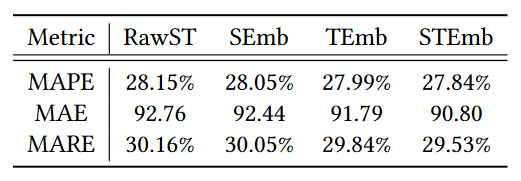 Metric RawST SEmb TEmb STEmb
MAPE 28.15% 28.05% 27.99% 27.84%
MAE 92.76 92.44 91.79 90.80
MARE 30.16% 30.05% 29.84% 29.53%